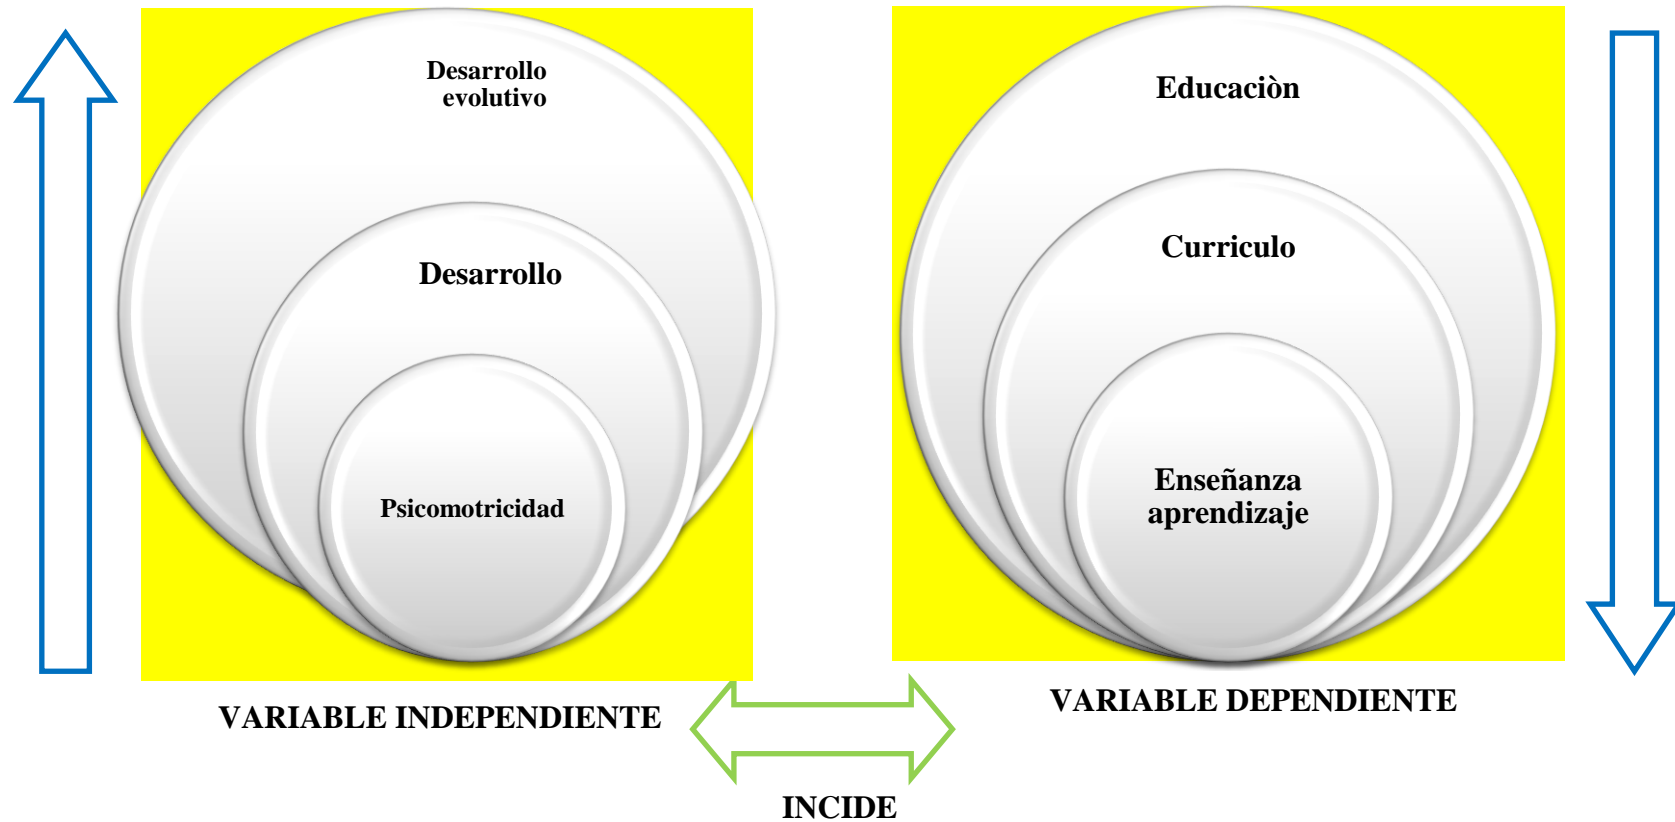 Desarrollo
evolutivo
Desarrollo
Psicomotricidad
VARIABLE INDEPENDIENTE
Educaciòn
Curriculo
Enseñanza
aprendizaje
VARIABLE DEPENDIENTE
INCIDE